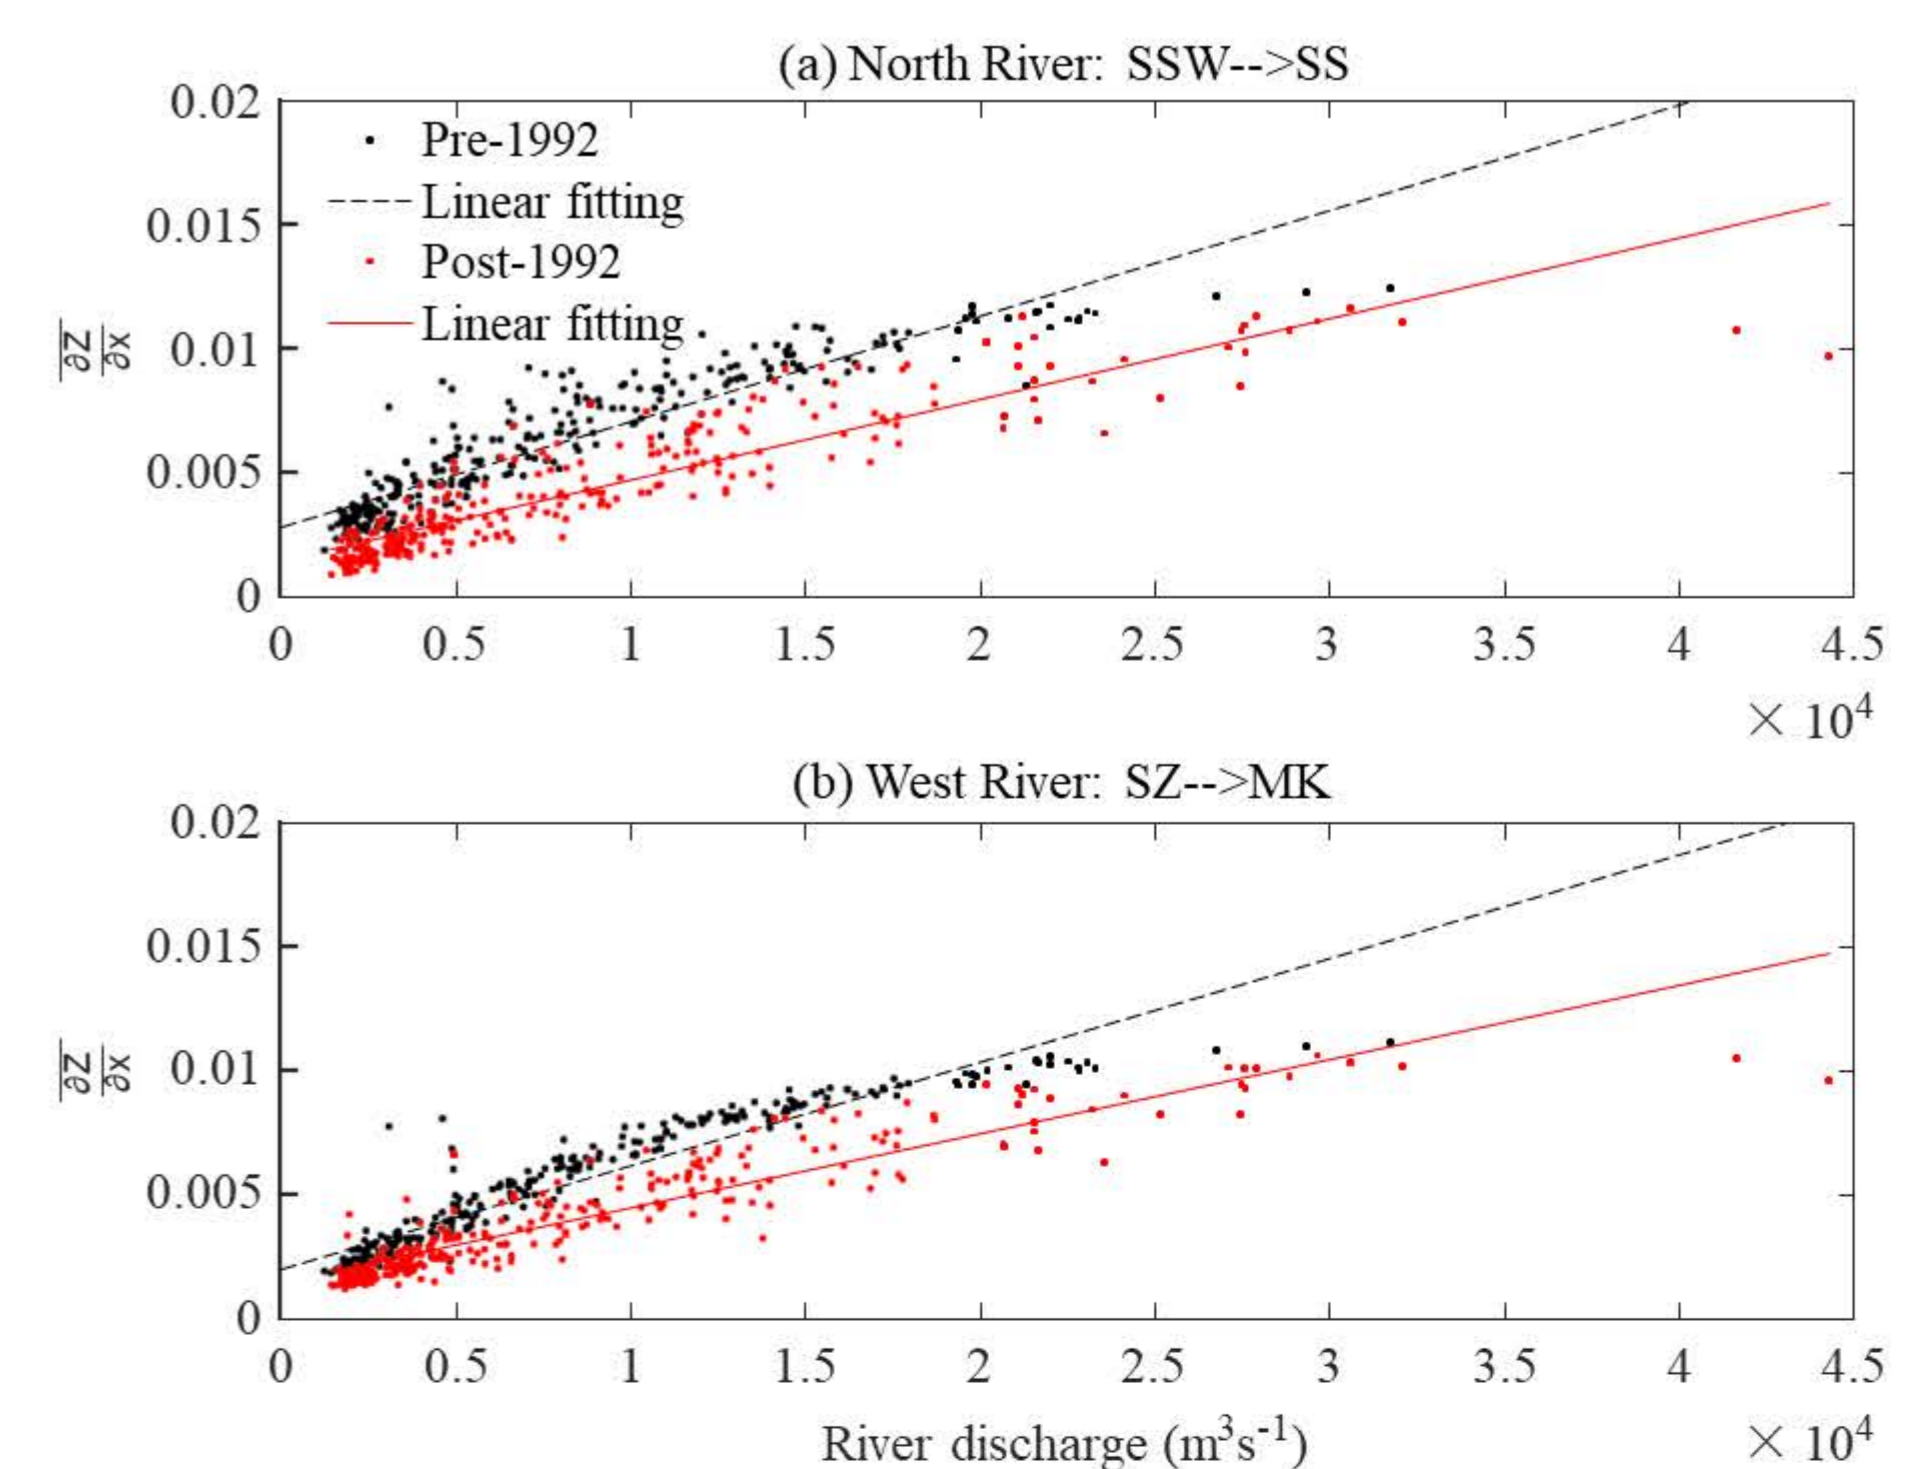 (a) North River: SSW-->SS
0.02
0.015
0.01
0.005
0
∂Z
∂x
Pre-1992
Linear fitting
Post-1992
Linear fitting
0 0.5 1 1.5 2 2.5 3 3.5 4 4.5
× 10⁴
(b) West River: SZ-->MK
0.02
0.015
0.01
0.005
0
∂Z
∂x
0 0.5 1 1.5 2 2.5 3 3.5 4 4.5
River discharge (m³s⁻¹)
× 10⁴